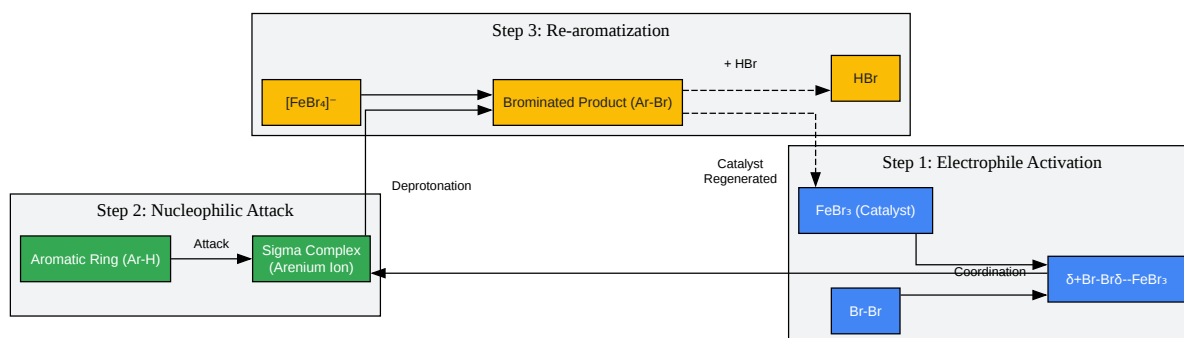 Step 3: Re-aromatization
+ HBr
HBr
[FeBr₄]⁻
Brominated Product (Ar-Br)
Step 1: Electrophile Activation
Catalyst
Regenerated
Deprotonation
FeBr₃ (Catalyst)
Step 2: Nucleophilic Attack
Attack
Aromatic Ring (Ar-H)
Sigma Complex
(Arenium Ion)
Coordination
δ+Br-Brδ--FeBr₃
Br-Br